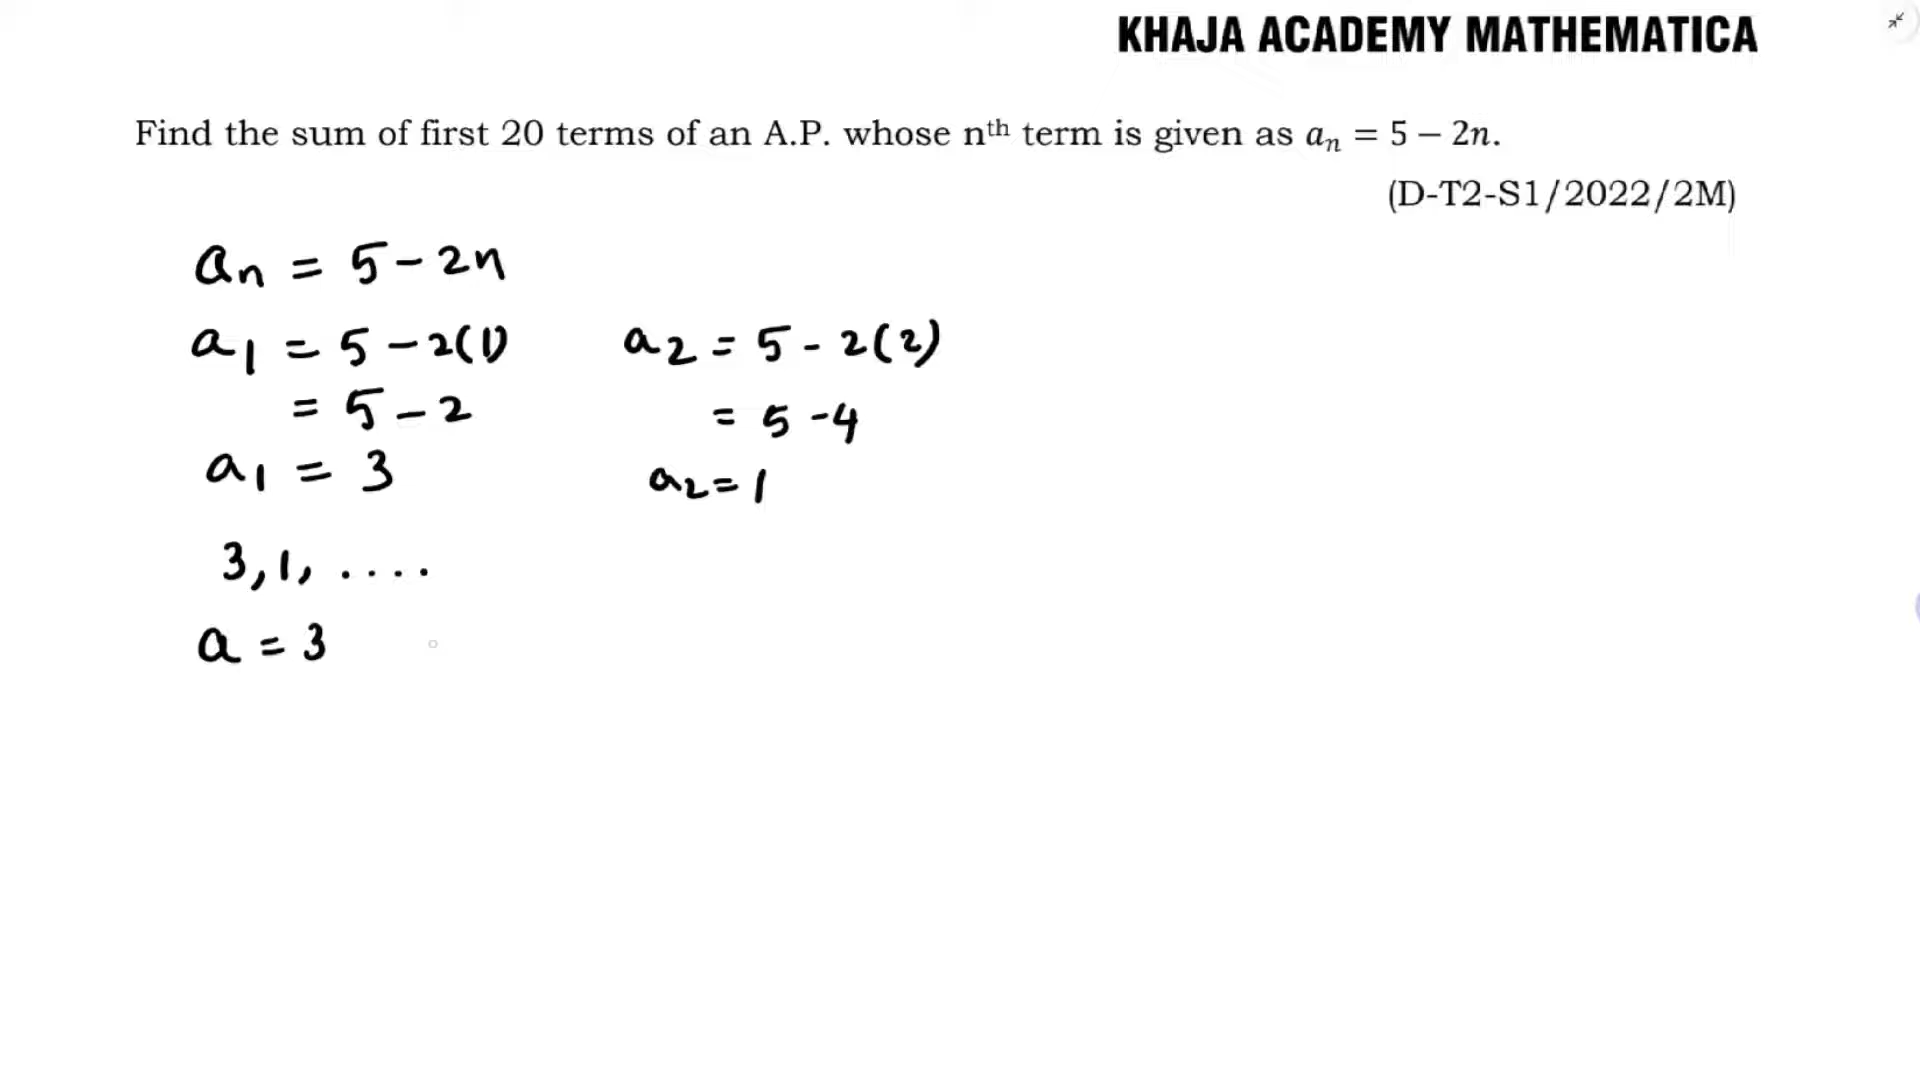 KHAJA ACADEMY MATHEMATICA
Find the sum of first 20 terms of an A.P. whose nᵗʰ term is given as aₙ = 5 − 2n.
(D-T2-S1/2022/2M)
aₙ = 5 − 2n
a₁ = 5 − 2(1)
= 5 − 2
a₁ = 3
a₂ = 5 - 2(2)
= 5 - 4
a₂ = 1
3, 1, ....
a = 3